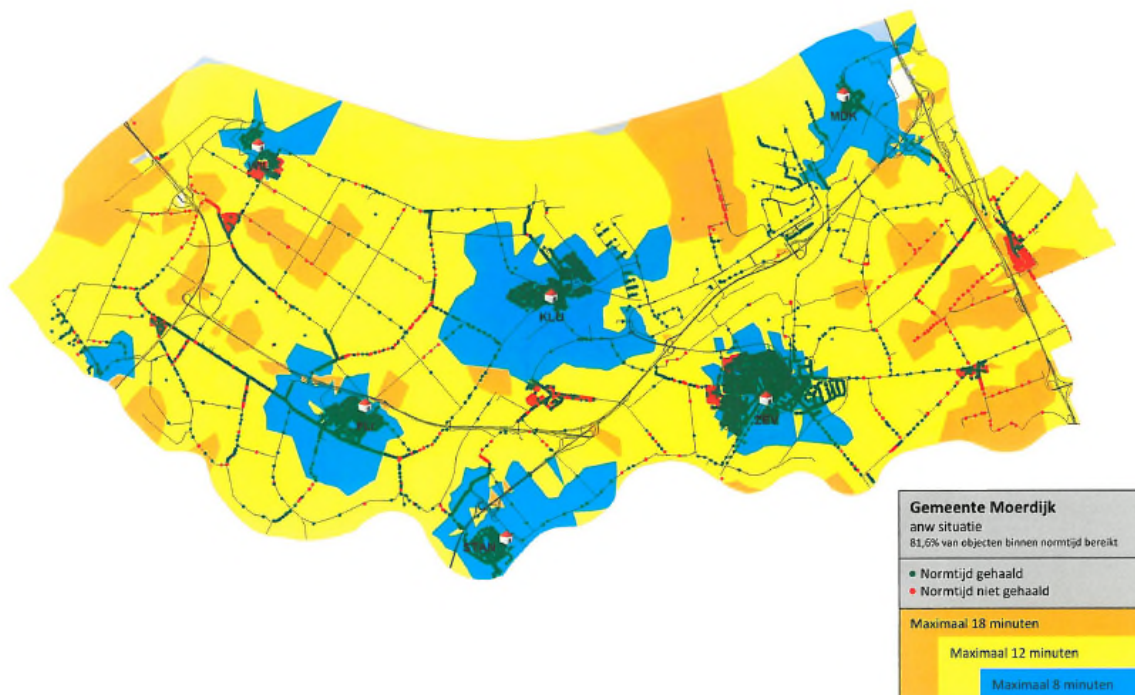 MDK
KLU
ZBV
Gemeente Moerdijk
anw situatie
81,6% van objecten binnen normtijd bereikt
• Normtijd gehaald
• Normtijd niet gehaald
Maximaal 18 minuten
Maximaal 12 minuten
Maximaal 8 minuten